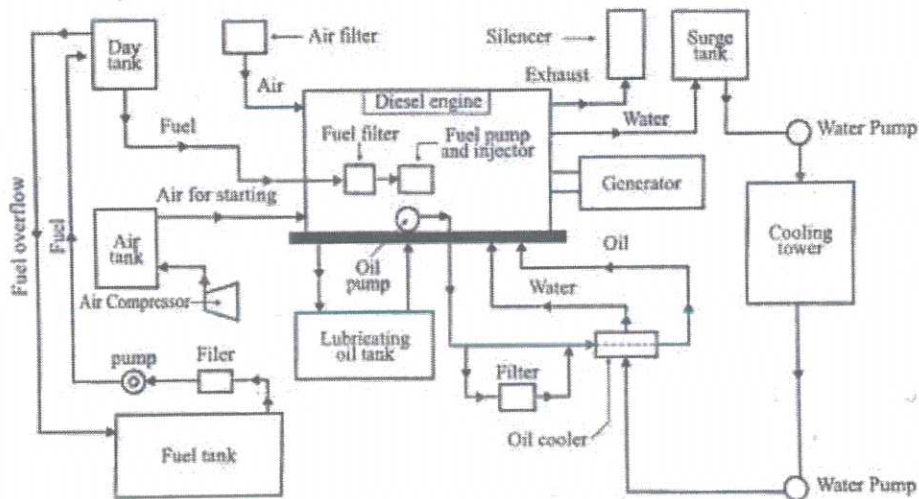 Day
tank
Air filter
Silencer
Surge
tank
Air
Exhaust
Diesel engine
Water
Water Pump
Fuel
Fuel filter
Fuel pump
and injector
Generator
Air for starting
Fuel overflow
Fuel
Air
tank
Oil
pump
Oil
Cooling
tower
Water
Air Compressor
Lubricating
oil tank
pump
Filer
Filter
Oil cooler
Fuel tank
Water Pump